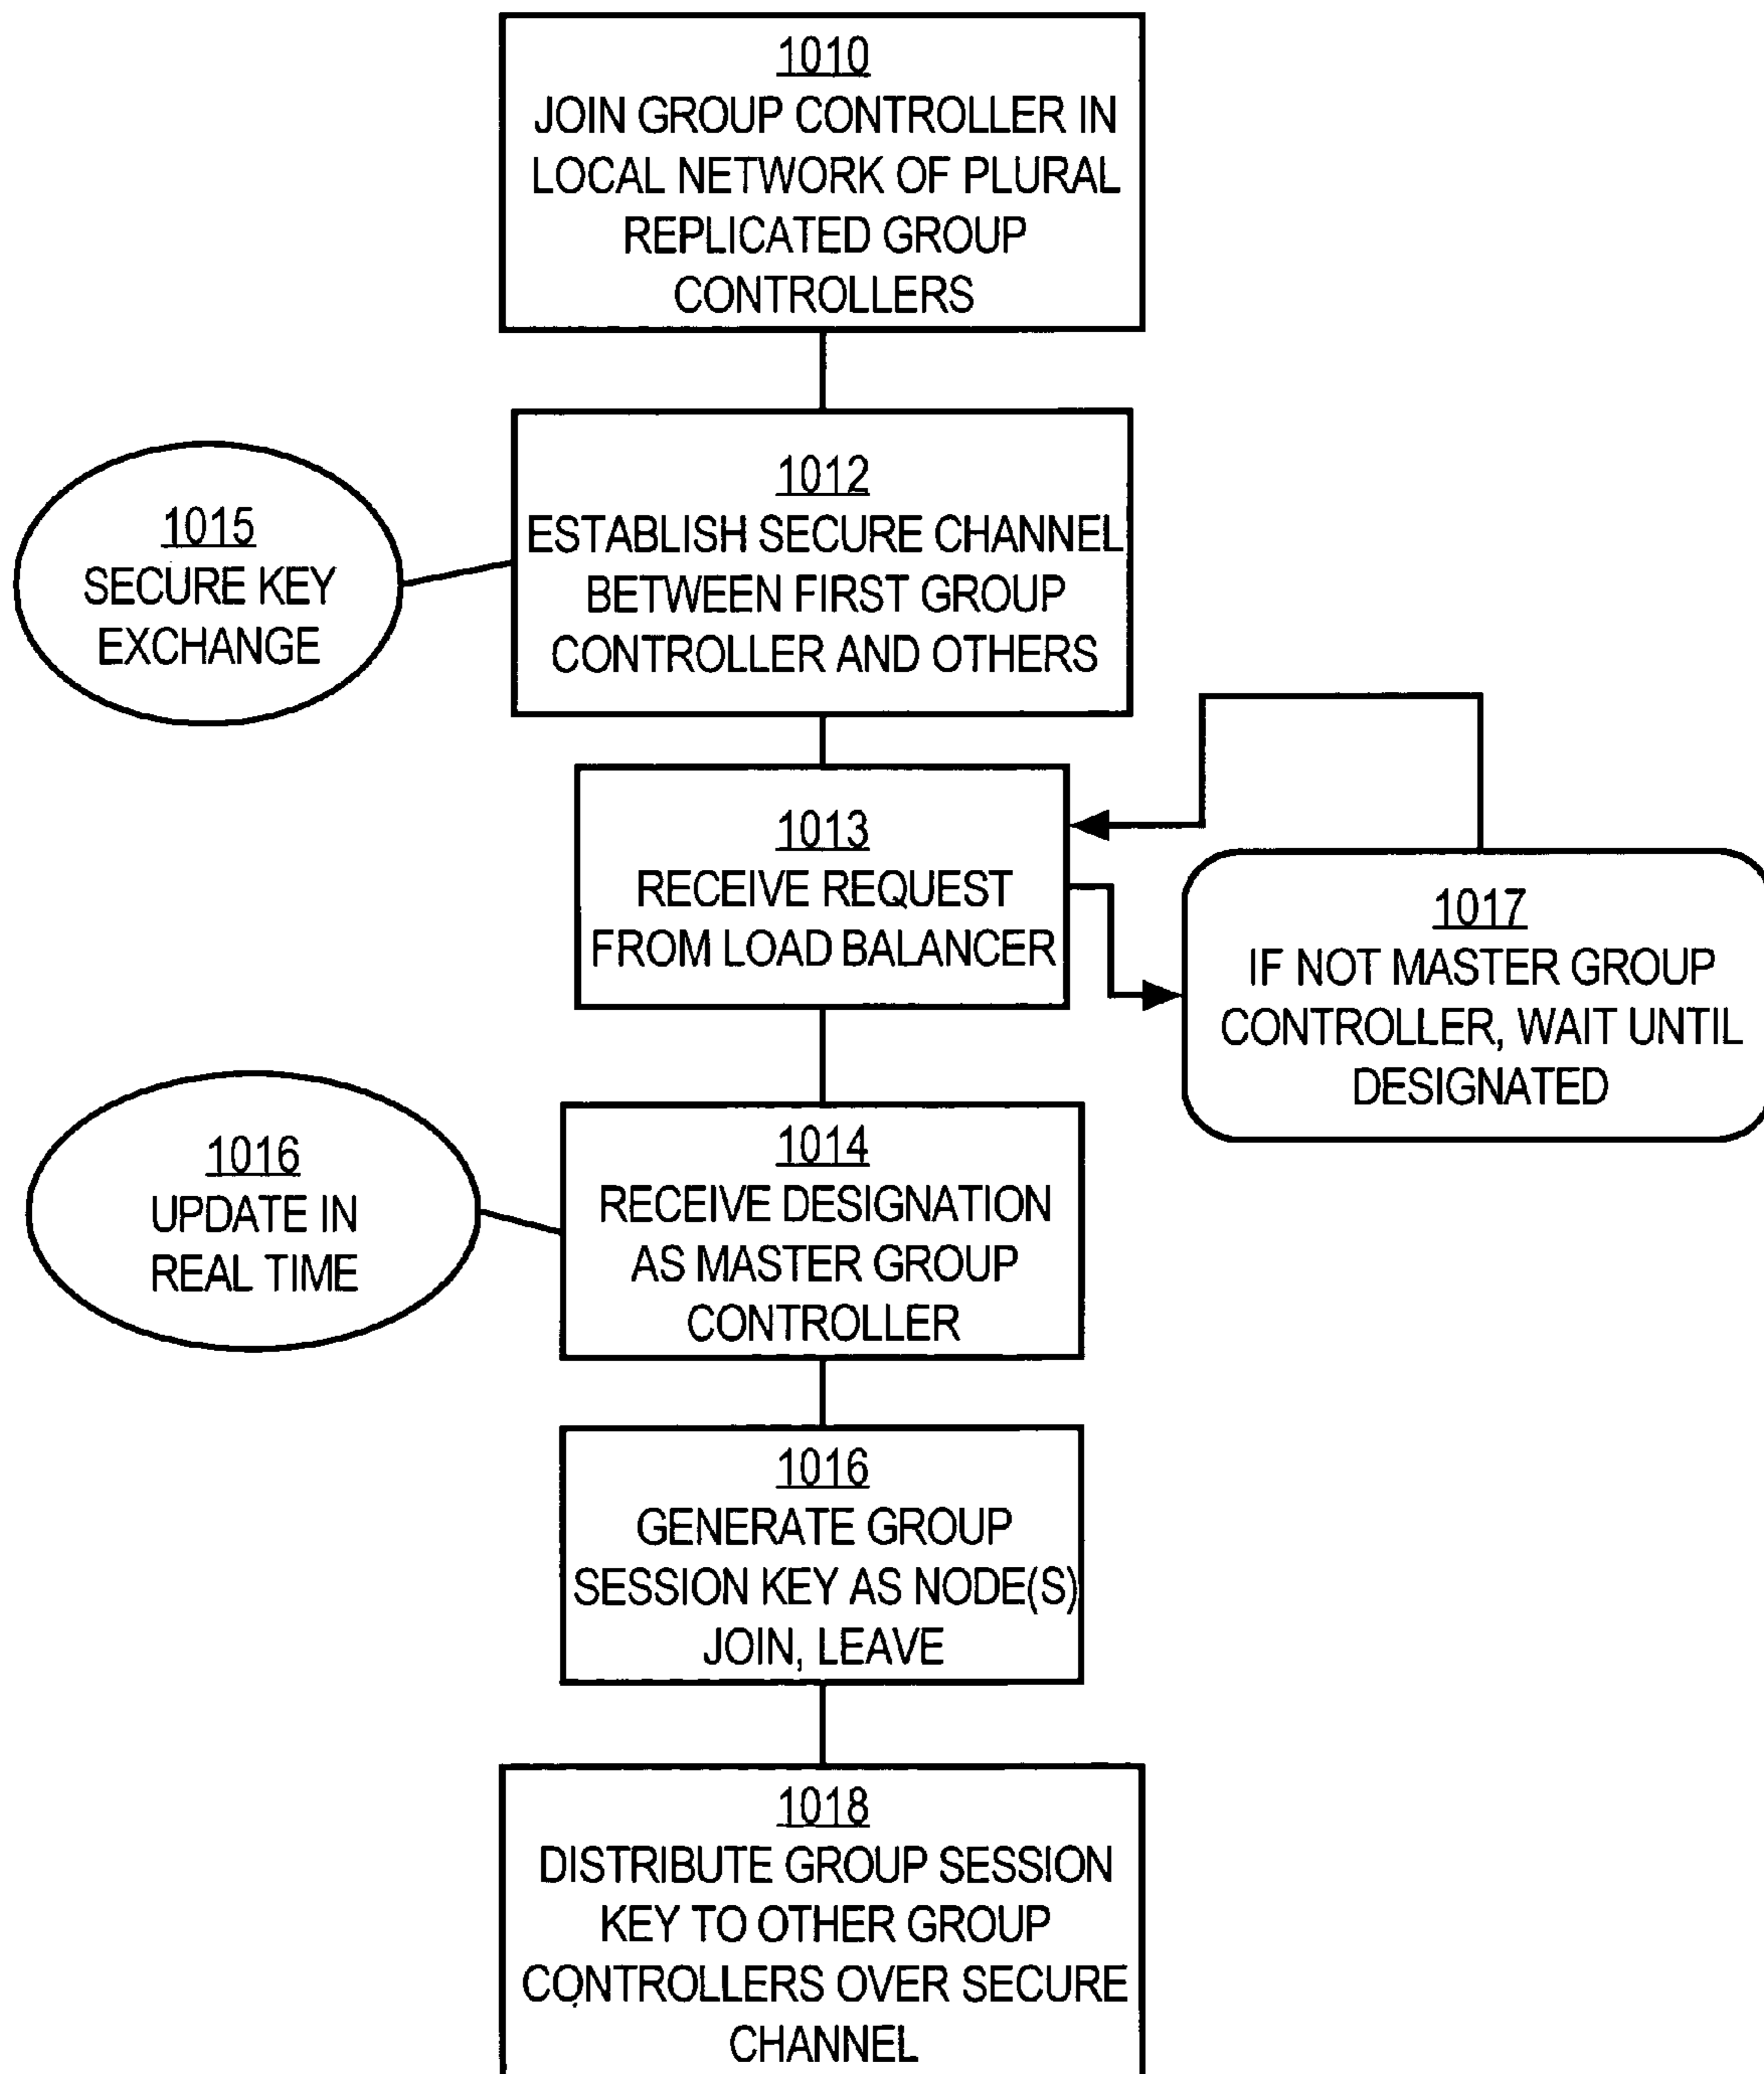 1010
JOIN GROUP CONTROLLER IN
LOCAL NETWORK OF PLURAL
REPLICATED GROUP
CONTROLLERS
1012
ESTABLISH SECURE CHANNEL
BETWEEN FIRST GROUP
CONTROLLER AND OTHERS
1015
SECURE KEY
EXCHANGE
1013
RECEIVE REQUEST
FROM LOAD BALANCER
1017
IF NOT MASTER GROUP
CONTROLLER, WAIT UNTIL
DESIGNATED
1014
RECEIVE DESIGNATION
AS MASTER GROUP
CONTROLLER
1016
UPDATE IN
REAL TIME
1016
GENERATE GROUP
SESSION KEY AS NODE(S)
JOIN, LEAVE
1018
DISTRIBUTE GROUP SESSION
KEY TO OTHER GROUP
CONTROLLERS OVER SECURE
CHANNEL